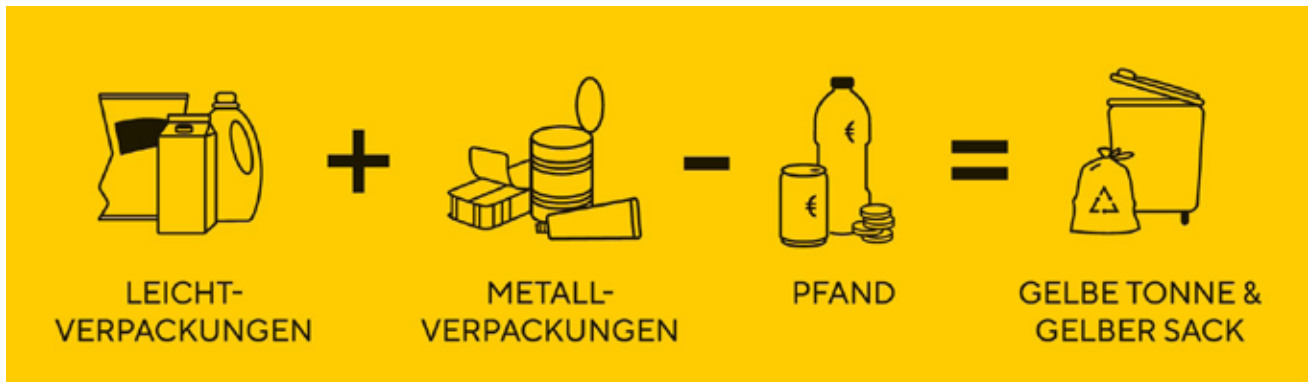 +
-
=
€
€
LEICHT-
VERPACKUNGEN
METALL-
VERPACKUNGEN
PFAND
GELBE TONNE &
GELBER SACK